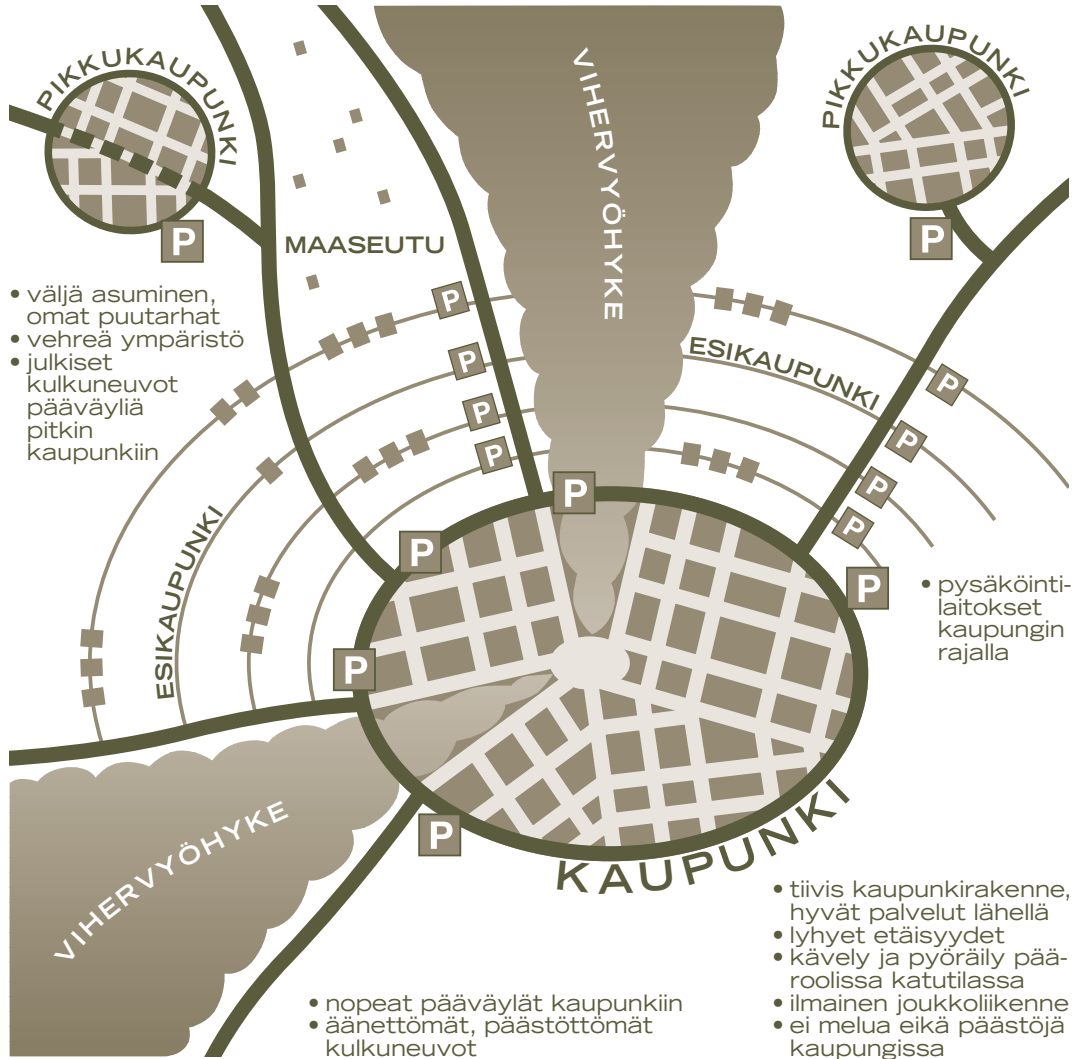 PIKKUKAUPUNKI
P
VIHERVYÖHYKE
PIKKUKAUPUNKI
P
MAASEUTU
• väljä asuminen,
omat puutarhat
• vehreä ympäristö
• julkiset
kulkuneuvot
pääväyliä
pitkin
kaupunkiin
P
P
P
P
ESIKAUPUNKI
P
P
P
P
ESIKAUPUNKI
P
P
P
P
P
• pysäköinti-
laitokset
kaupungin
rajalla
VIHERVYÖHYKE
KAUPUNKI
• nopeat pääväylät kaupunkiin
• äänettömät, päästöttömät
kulkuneuvot
• tiivis kaupunkirakenne,
hyvät palvelut lähellä
• lyhyet etäisyydet
• kävely ja pyöräily pää-
roolissa katutilassa
• ilmainen joukkoliikenne
• ei melua eikä päästöjä
kaupungissa